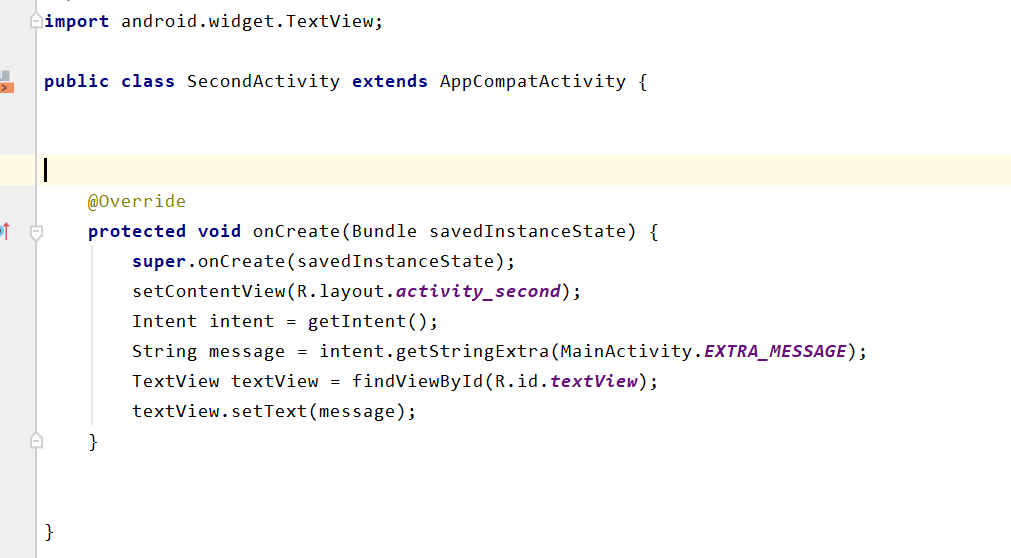 import android.widget.TextView;
public class SecondActivity extends AppCompatActivity {
@Override
protected void onCreate(Bundle savedInstanceState) {
super.onCreate(savedInstanceState);
setContentView(R.layout.activity_second);
Intent intent = getIntent();
String message = intent.getStringExtra(MainActivity.EXTRA_MESSAGE);
TextView textView = findViewById(R.id.textView);
textView.setText(message);
}
}